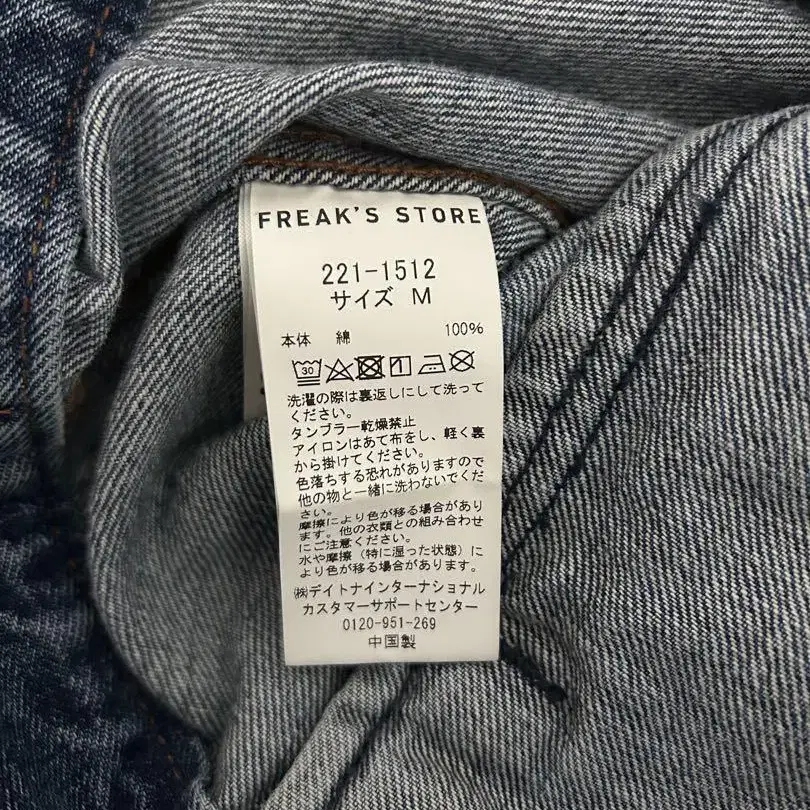 FREAK'S STORE
221-1512
サイズ M
本体 綿 100%
30
洗濯の際は裏返しにして洗って
ください。
タンブラー乾燥禁止
アイロンはあて布をし、軽く裏
から掛けてください。
色落ちする恐れがありますので
他の物と一緒に洗わないでくだ
さい。
摩擦により色が移る場合があり
ます。他の衣類との組み合わせ
にご注意ください。
水や摩擦（特に湿った状態）に
より色が移る場合があります。
㈱デイトナインターナショナル
カスタマーサポートセンター
0120-951-269
中国製